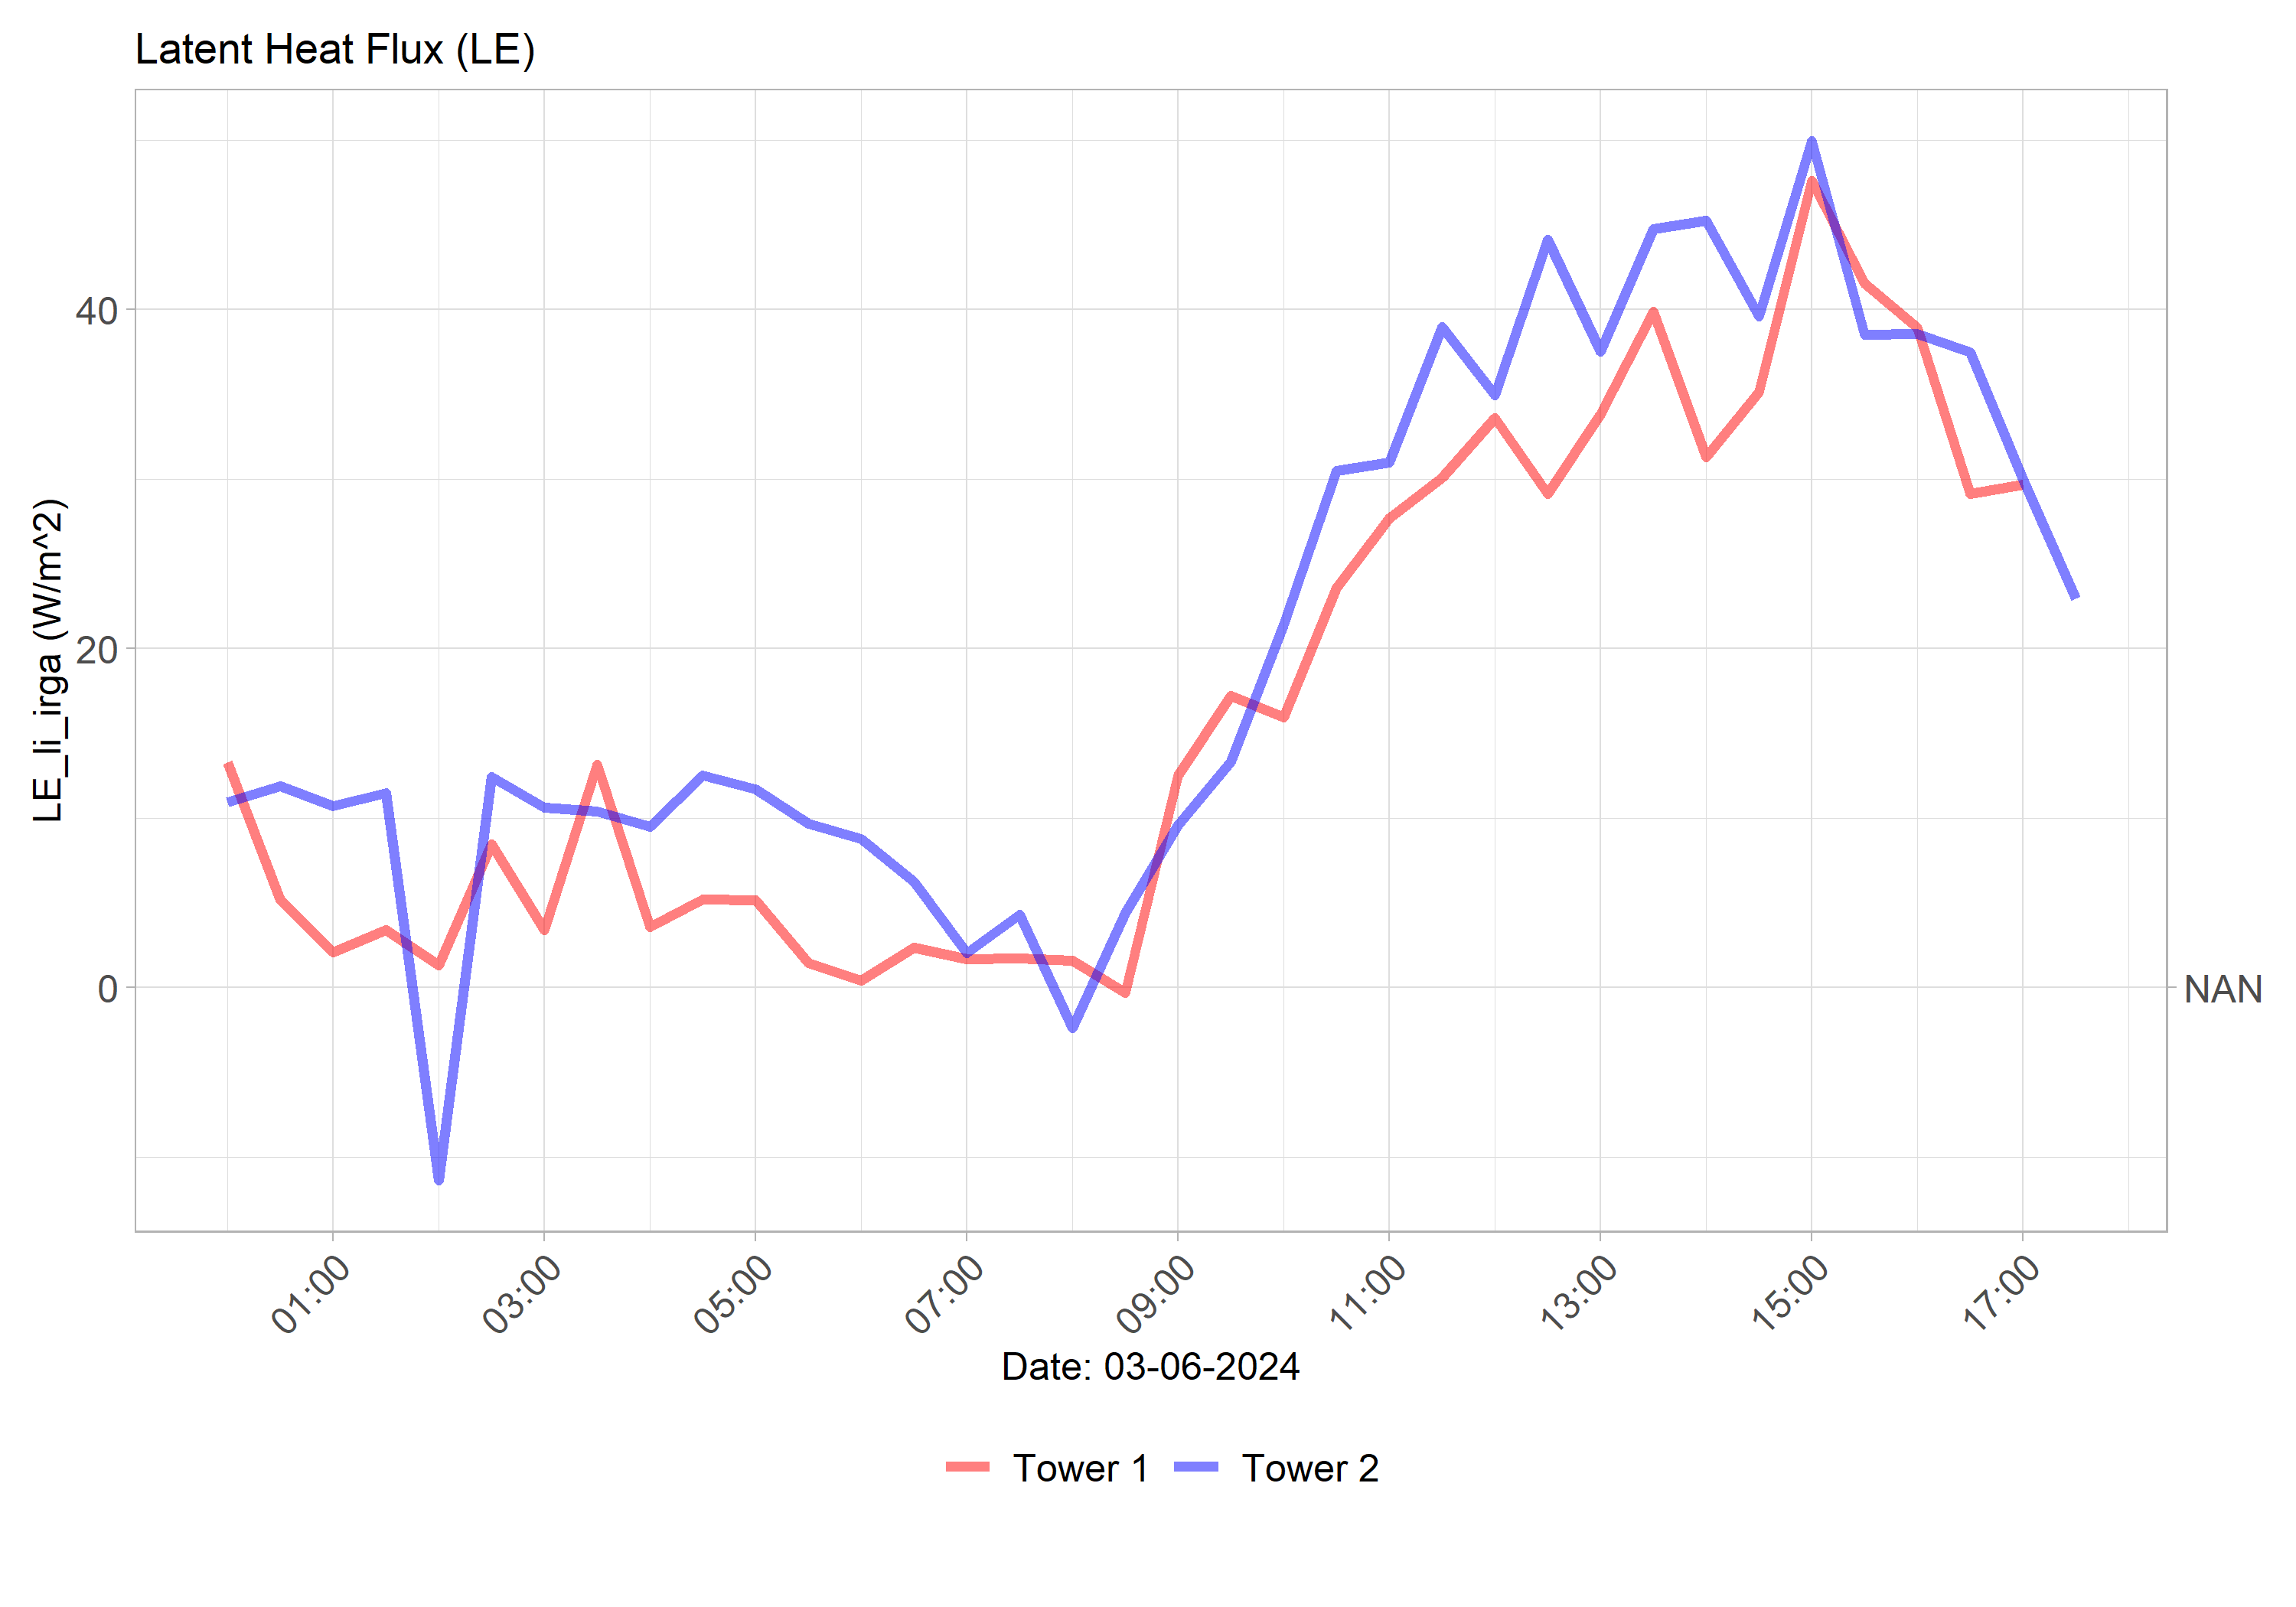 Latent Heat Flux (LE)
LE_li_irga (W/m^2)
40
20
0
NAN
01:00
03:00
05:00
07:00
09:00
11:00
13:00
15:00
17:00
Date: 03-06-2024
Tower 1
Tower 2